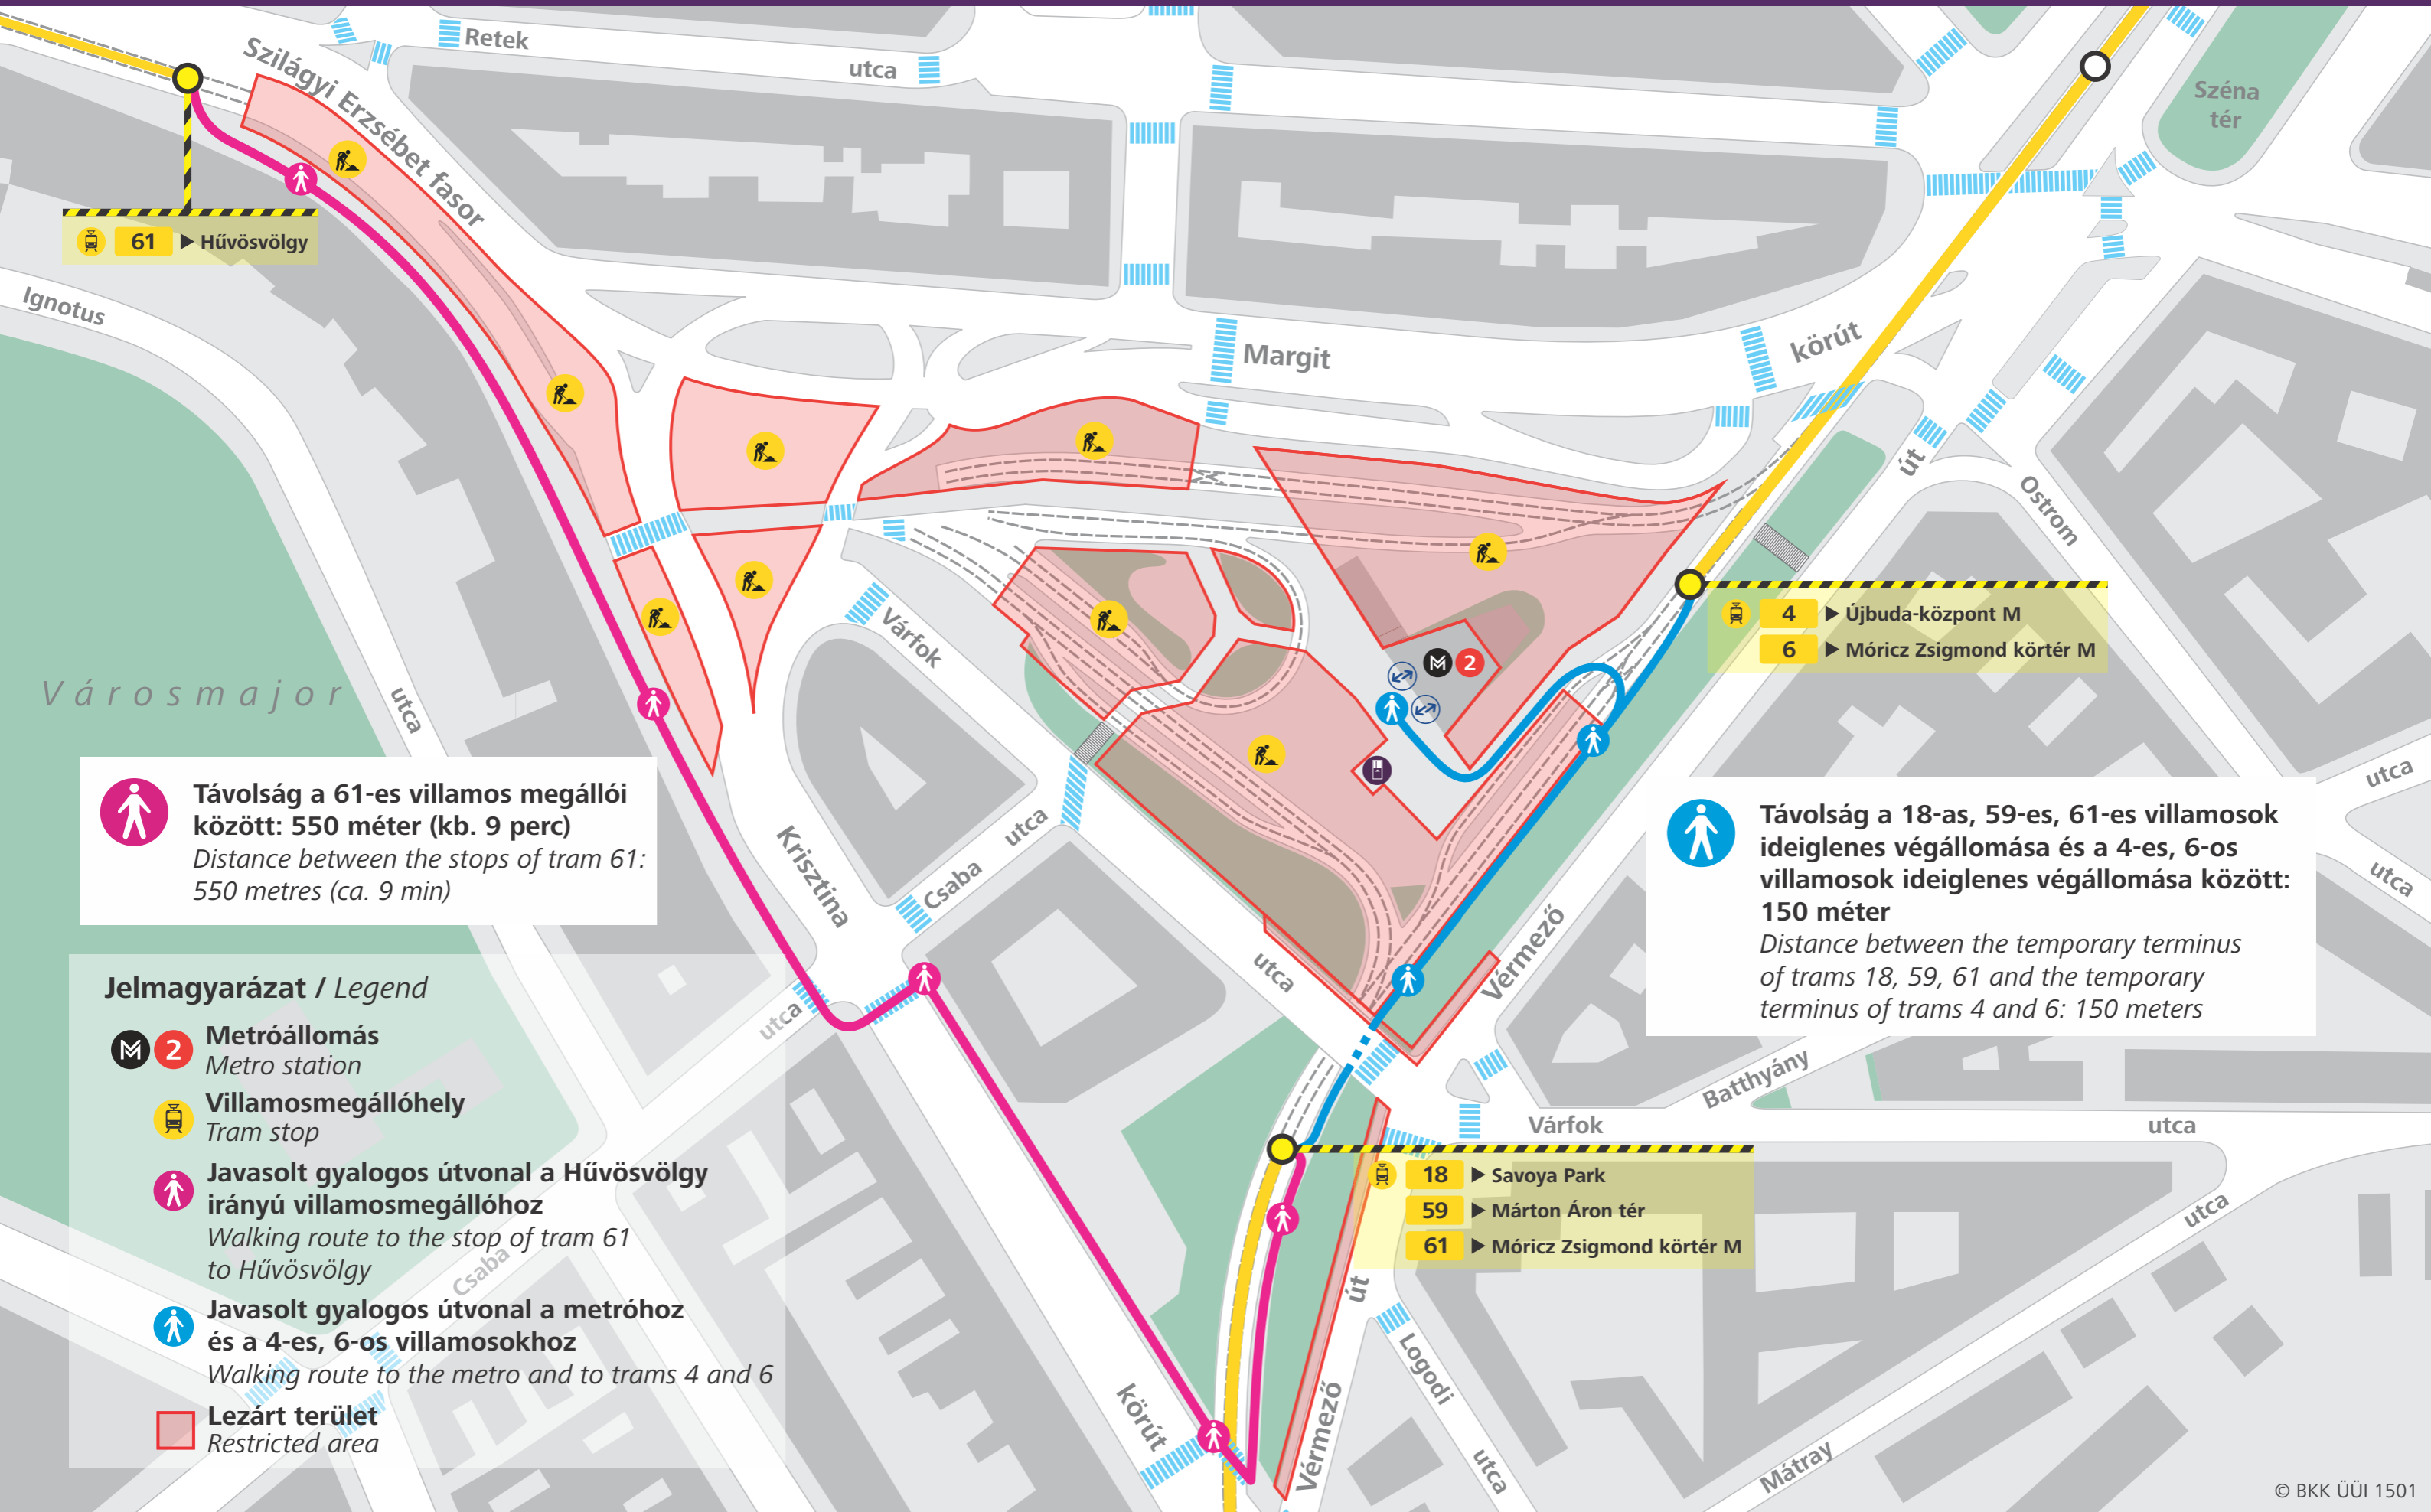 Retek
utca
Szilágyi Erzsébet fasor
Széna
tér
61 Hűvösvölgy
Ignotus
utca
Margit
körút
út
Ostrom
Városmajor
Várfok
M 2
4 Újbuda-központ M
6 Móricz Zsigmond körtér M
Távolság a 61-es villamos megállói
között: 550 méter (kb. 9 perc)
Distance between the stops of tram 61:
550 metres (ca. 9 min)
Távolság a 18-as, 59-es, 61-es villamosok
ideiglenes végállomása és a 4-es, 6-os
villamosok ideiglenes végállomása között:
150 méter
Distance between the temporary terminus
of trams 18, 59, 61 and the temporary
terminus of trams 4 and 6: 150 meters
utca
utca
Krisztina
Csaba
utca
utca
Vérmező
utca
Batthyány
Várfok
utca
18 Savoya Park
59 Márton Áron tér
61 Móricz Zsigmond körtér M
utca
út
Logodi
utca
körút
Vérmező
Mátray
Csaba
Jelmagyarázat / Legend
M 2 Metróállomás
Metro station
Villamosmegállóhely
Tram stop
Javasolt gyalogos útvonal a Hűvösvölgy
irányú villamosmegállóhoz
Walking route to the stop of tram 61
to Hűvösvölgy
Javasolt gyalogos útvonal a metróhoz
és a 4-es, 6-os villamosokhoz
Walking route to the metro and to trams 4 and 6
Lezárt terület
Restricted area
© BKK ÜÜI 1501